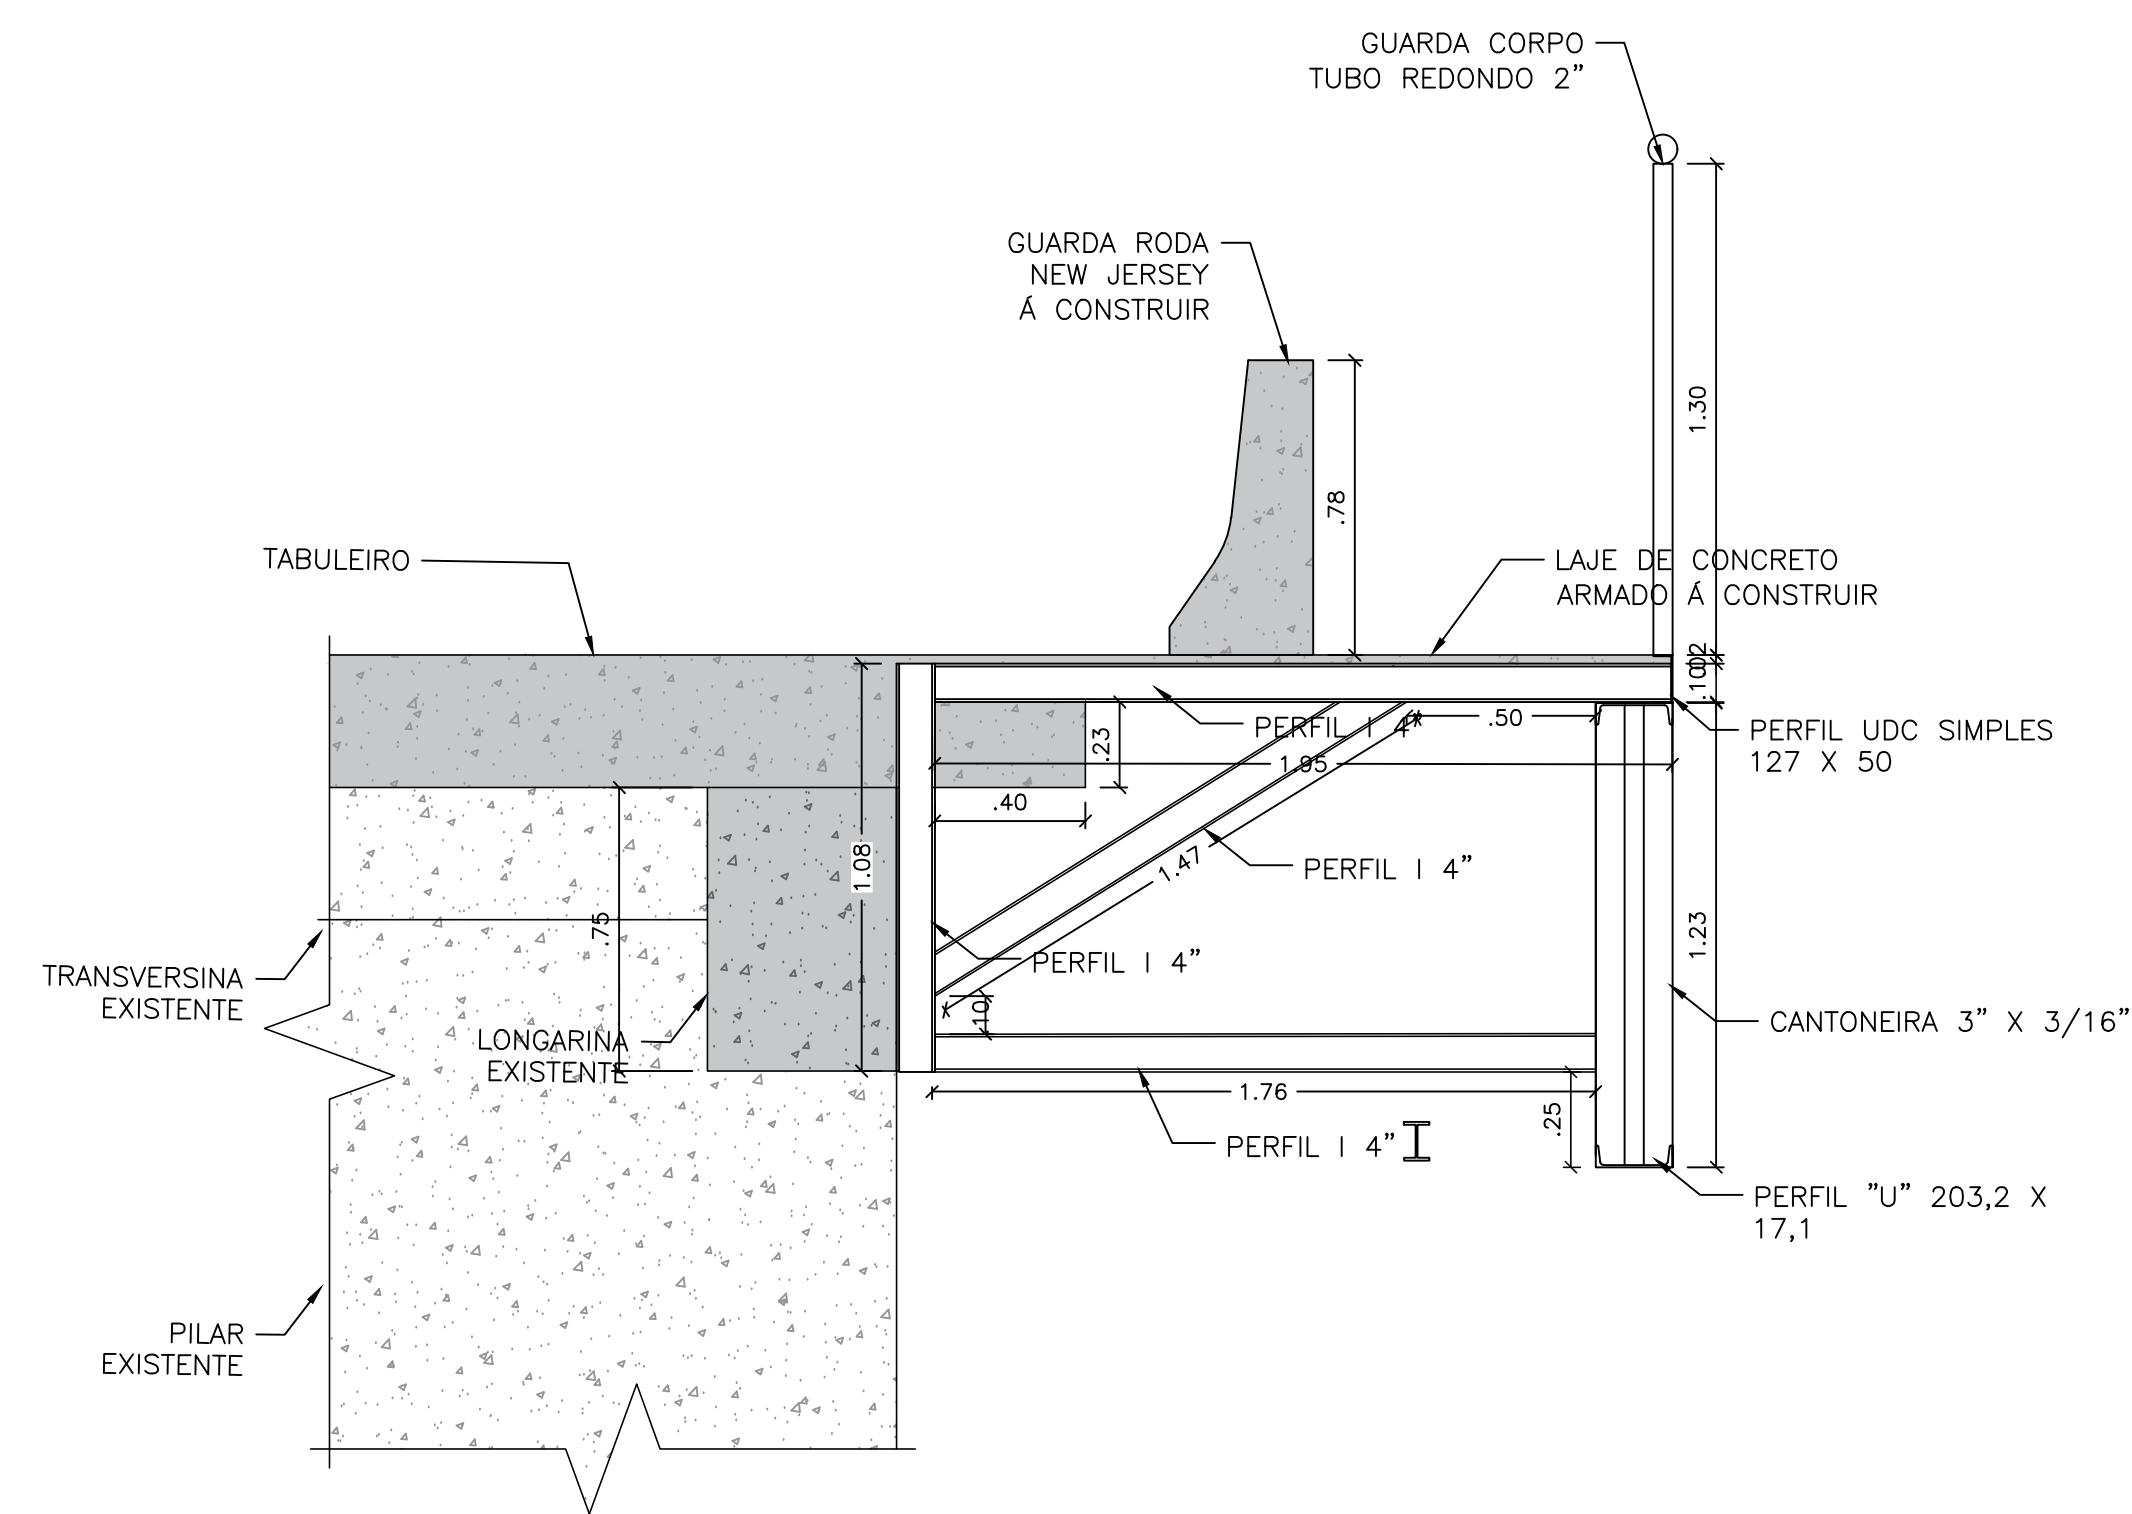 GUARDA CORPO
TUBO REDONDO 2”
GUARDA RODA
NEW JERSEY
Á CONSTRUIR
1.30
.78
TABULEIRO
LAJE DE CONCRETO
ARMADO Á CONSTRUIR
.02
.10
PERFIL I 4”
.50
PERFIL UDC SIMPLES
127 X 50
.23
1.95
.40
1.08
1.47
PERFIL I 4”
.75
1.23
PERFIL I 4”
TRANSVERSINA
EXISTENTE
.10
LONGARINA
EXISTENTE
CANTONEIRA 3” X 3/16”
1.76
.25
PERFIL I 4”
PERFIL ”U” 203,2 X
17,1
PILAR
EXISTENTE